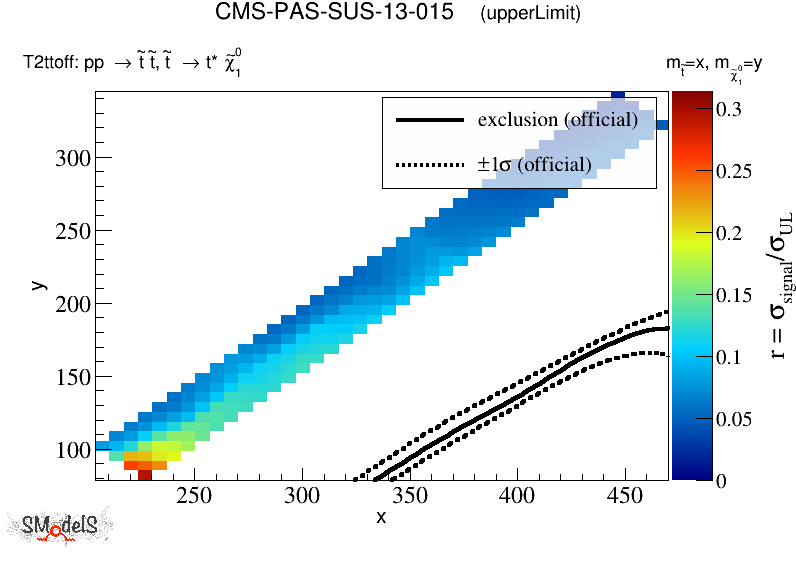 CMS-PAS-SUS-13-015 (upperLimit)
T2ttoff: pp → t̃ t̃, t̃ → t* χ̃₁⁰
m_t̃=x, m_χ̃₁⁰=y
exclusion (official)
±1σ (official)
300
250
200
150
100
y
250
300
350
400
450
x
0.3
0.25
0.2
0.15
0.1
0.05
0
r = σ_signal/σ_UL
SModelS